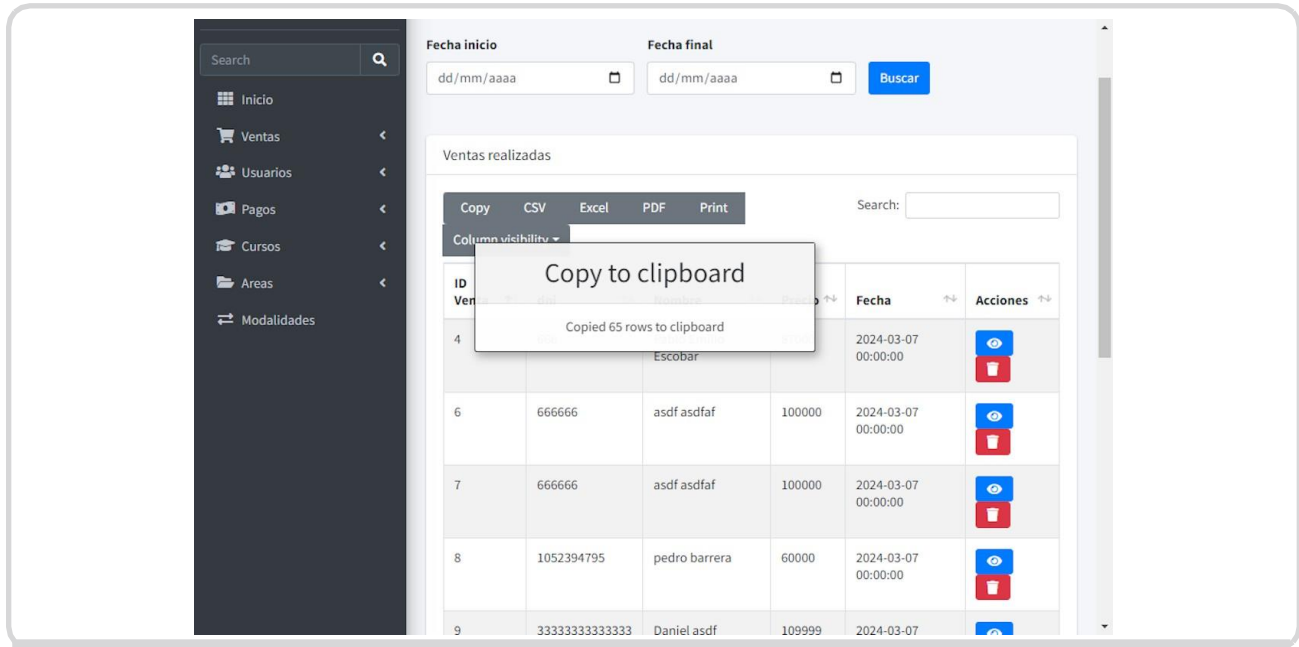 Search
Inicio
Ventas
Usuarios
Pagos
Cursos
Areas
Modalidades
Fecha inicio Fecha final
dd/mm/aaaa dd/mm/aaaa Buscar
Ventas realizadas
Copy CSV Excel PDF Print Search:
Column visibility
Copy to clipboard
Copied 65 rows to clipboard
ID
Venta Nombre Precio Fecha Acciones
4 2024-03-07
Escobar 00:00:00
6 666666 asdf asdfaf 100000 2024-03-07
00:00:00
7 666666 asdf asdfaf 100000 2024-03-07
00:00:00
8 1052394795 pedro barrera 60000 2024-03-07
00:00:00
9 33333333333333 Daniel asdf 109999 2024-03-07